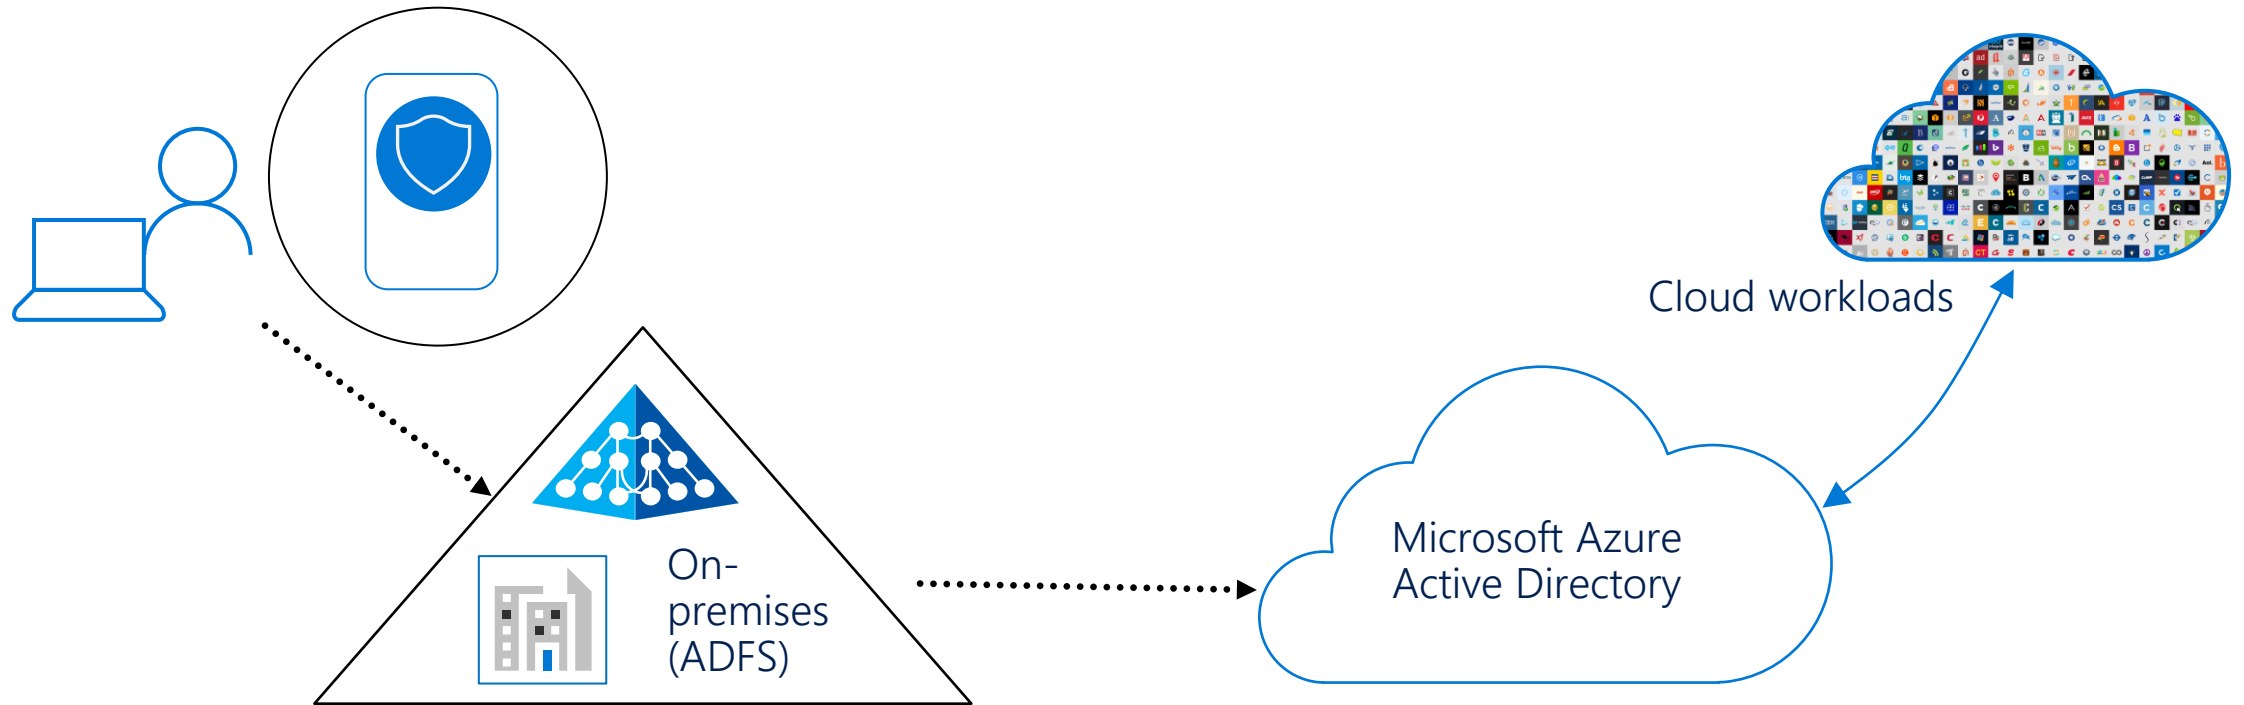 Cloud workloads
Microsoft Azure
Active Directory
On-
premises
(ADFS)